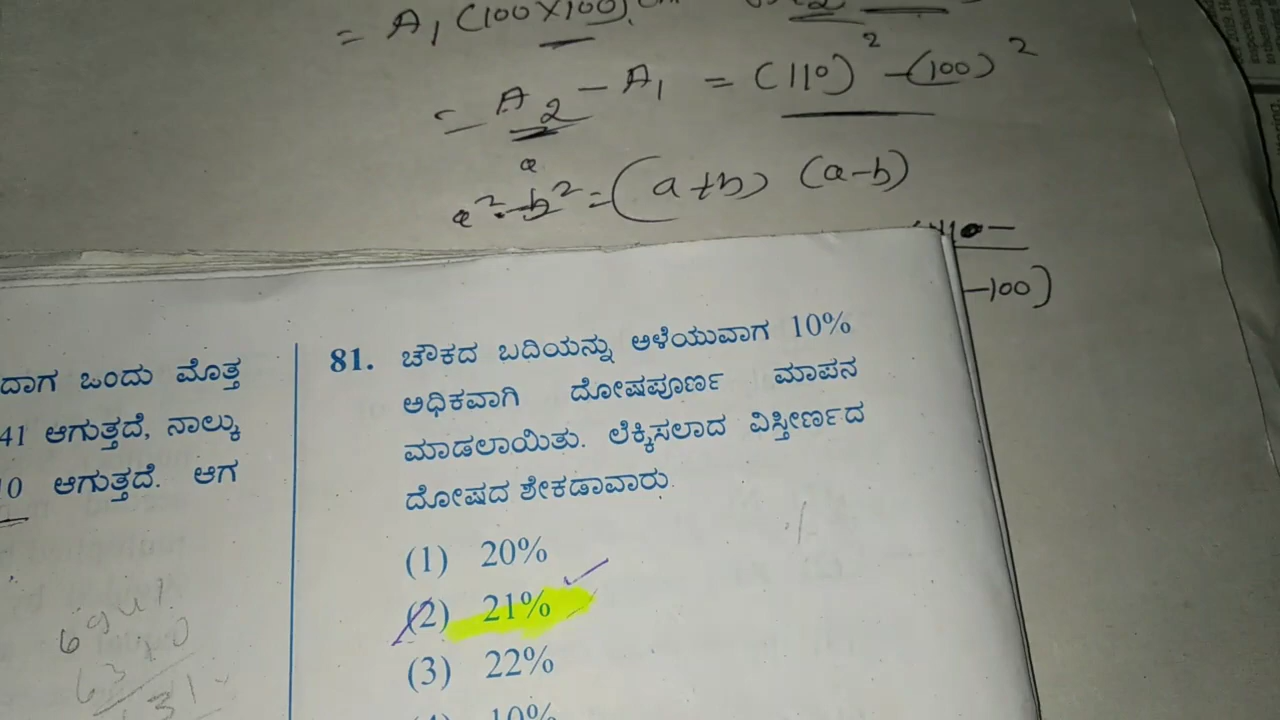 = A₁ (100×100)
= A₂ – A₁ = (110)² – (100)²
a² - b² = (a+b) (a-b)
-100)
ದಾಗ ಒಂದು ಮೊತ್ತ
41 ಆಗುತ್ತದೆ, ನಾಲ್ಕು
0 ಆಗುತ್ತದೆ. ಆಗ
81. ಚೌಕದ ಬದಿಯನ್ನು ಅಳೆಯುವಾಗ 10%
ಅಧಿಕವಾಗಿ ದೋಷಪೂರ್ಣ ಮಾಪನ
ಮಾಡಲಾಯಿತು. ಲೆಕ್ಕಿಸಲಾದ ವಿಸ್ತೀರ್ಣದ
ದೋಷದ ಶೇಕಡಾವಾರು.
(1) 20%
(2) 21%
(3) 22%
10%